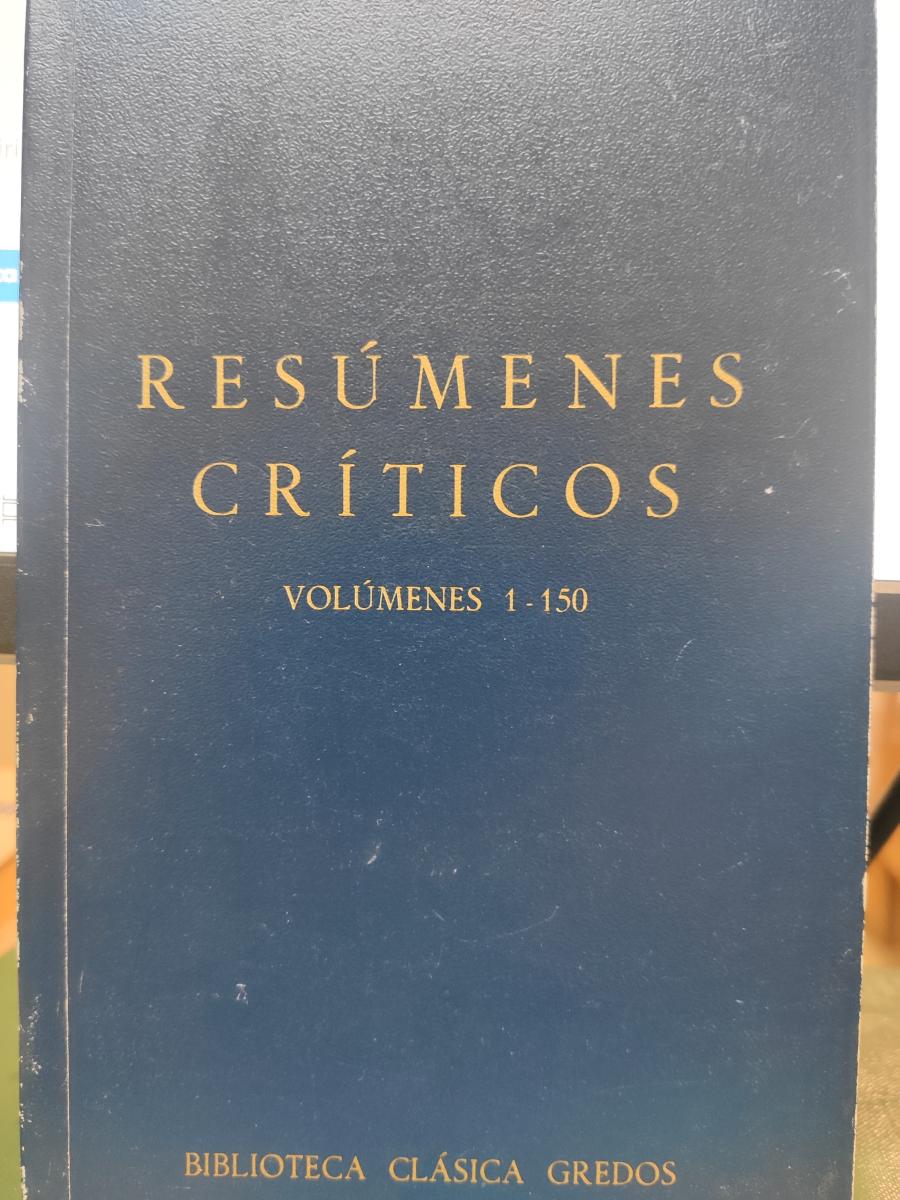 RESÚMENES
CRÍTICOS
VOLÚMENES 1-150
BIBLIOTECA CLÁSICA GREDOS